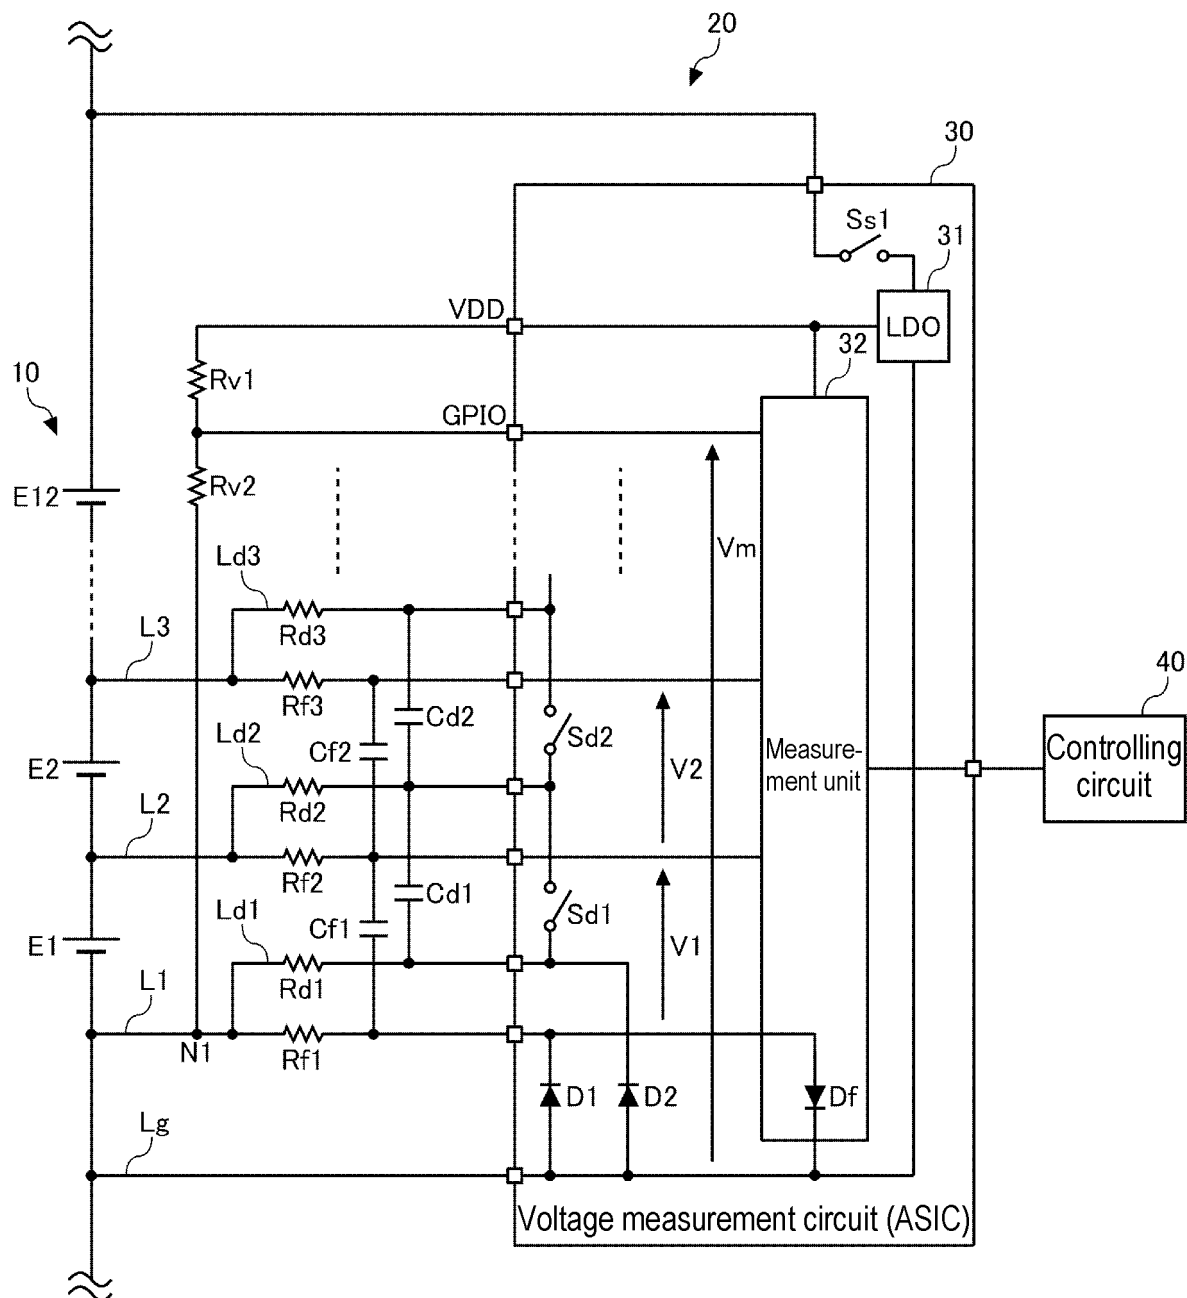 20
30
Ss1
31
LDO
VDD
32
10
Rv1
GPIO
E12
Rv2
Vm
Ld3
Rd3
L3
Rf3
40
Cd2
Ld2
Cf2
Sd2
Controlling
circuit
E2
V2
Measure-
ment unit
Rd2
L2
Rf2
Cd1
Ld1
Cf1
Sd1
E1
V1
Rd1
L1
N1
Rf1
D1
D2
Df
Lg
Voltage measurement circuit (ASIC)